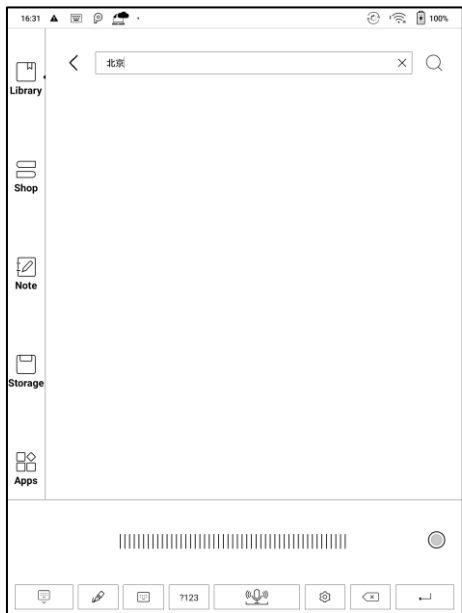 16:31
100%
北京
Library
Shop
Note
Storage
Apps
?123